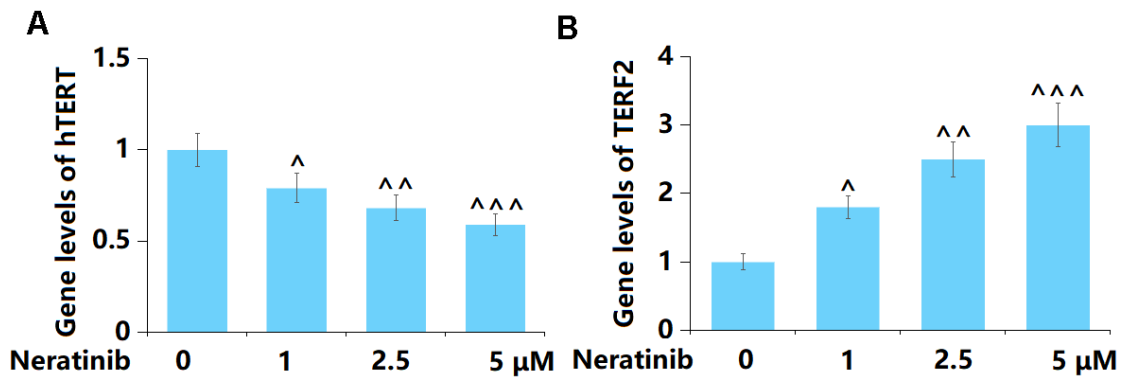 A
Gene levels of hTERT
1.5
1
0.5
0
^
^^
^^^
Neratinib 0 1 2.5 5 μM
B
Gene levels of TERF2
4
3
2
1
0
^
^^
^^^
Neratinib 0 1 2.5 5 μM